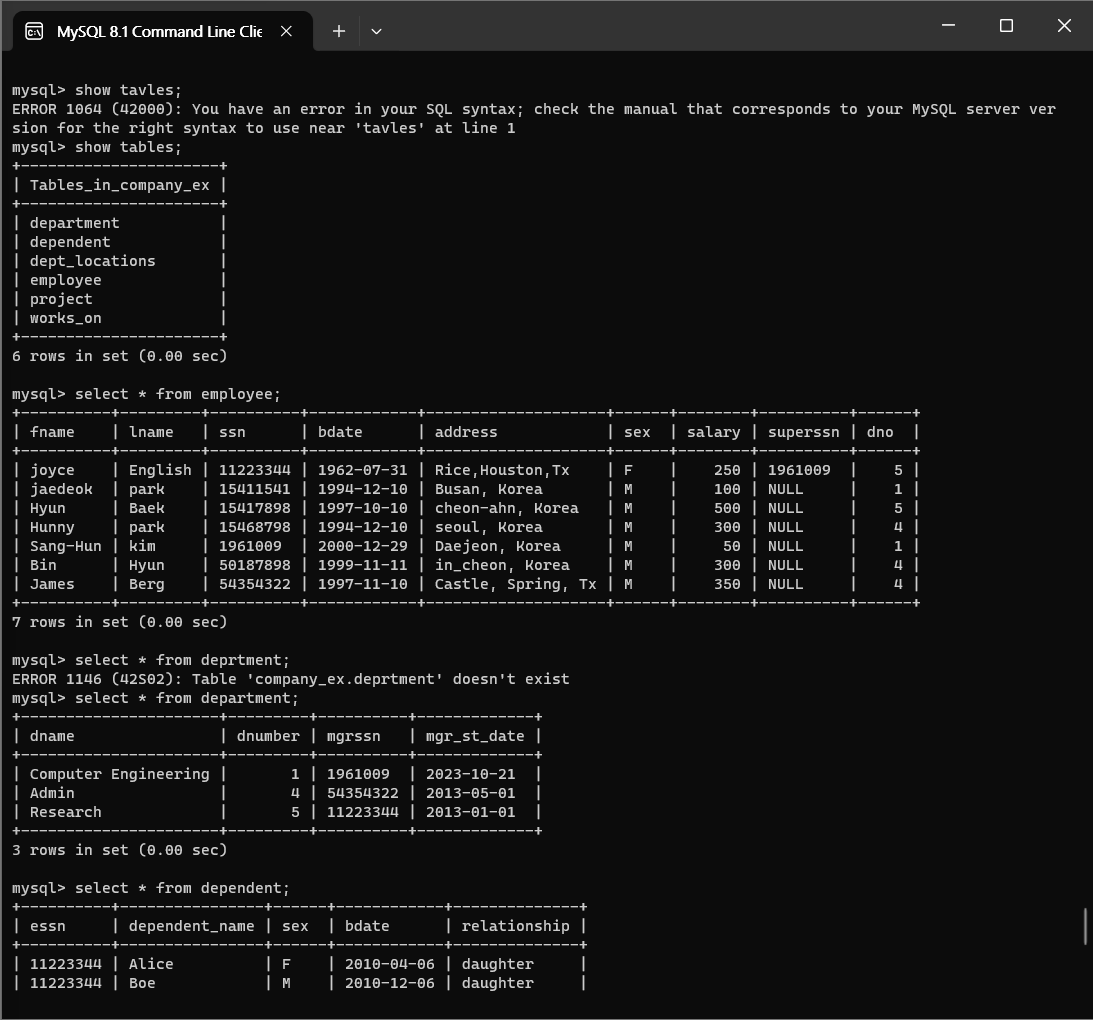 MySQL 8.1 Command Line Clie
mysql> show tavles;
ERROR 1064 (42000): You have an error in your SQL syntax; check the manual that corresponds to your MySQL server ver
sion for the right syntax to use near 'tavles' at line 1
mysql> show tables;
+----------------------+
| Tables_in_company_ex |
+----------------------+
| department           |
| dependent            |
| dept_locations       |
| employee             |
| project              |
| works_on             |
+----------------------+
6 rows in set (0.00 sec)

mysql> select * from employee;
+----------+---------+----------+------------+--------------------+------+--------+----------+------+
| fname    | lname   | ssn      | bdate      | address            | sex  | salary | superssn | dno  |
+----------+---------+----------+------------+--------------------+------+--------+----------+------+
| joyce    | English | 11223344 | 1962-07-31 | Rice,Houston,Tx    | F    |    250 | 1961009  |    5 |
| jaedeok  | park    | 15411541 | 1994-12-10 | Busan, Korea       | M    |    100 | NULL     |    1 |
| Hyun     | Baek    | 15417898 | 1997-10-10 | cheon-ahn, Korea   | M    |    500 | NULL     |    5 |
| Hunny    | park    | 15468798 | 1994-12-10 | seoul, Korea       | M    |    300 | NULL     |    4 |
| Sang-Hun | kim     | 1961009  | 2000-12-29 | Daejeon, Korea     | M    |     50 | NULL     |    1 |
| Bin      | Hyun    | 50187898 | 1999-11-11 | in_cheon, Korea    | M    |    300 | NULL     |    4 |
| James    | Berg    | 54354322 | 1997-11-10 | Castle, Spring, Tx | M    |    350 | NULL     |    4 |
+----------+---------+----------+------------+--------------------+------+--------+----------+------+
7 rows in set (0.00 sec)

mysql> select * from deprtment;
ERROR 1146 (42S02): Table 'company_ex.deprtment' doesn't exist
mysql> select * from department;
+----------------------+---------+----------+-------------+
| dname                | dnumber | mgrssn   | mgr_st_date |
+----------------------+---------+----------+-------------+
| Computer Engineering |       1 | 1961009  | 2023-10-21  |
| Admin                |       4 | 54354322 | 2013-05-01  |
| Research             |       5 | 11223344 | 2013-01-01  |
+----------------------+---------+----------+-------------+
3 rows in set (0.00 sec)

mysql> select * from dependent;
+----------+----------------+------+------------+--------------+
| essn     | dependent_name | sex  | bdate      | relationship |
+----------+----------------+------+------------+--------------+
| 11223344 | Alice          | F    | 2010-04-06 | daughter     |
| 11223344 | Boe            | M    | 2010-12-06 | daughter     |